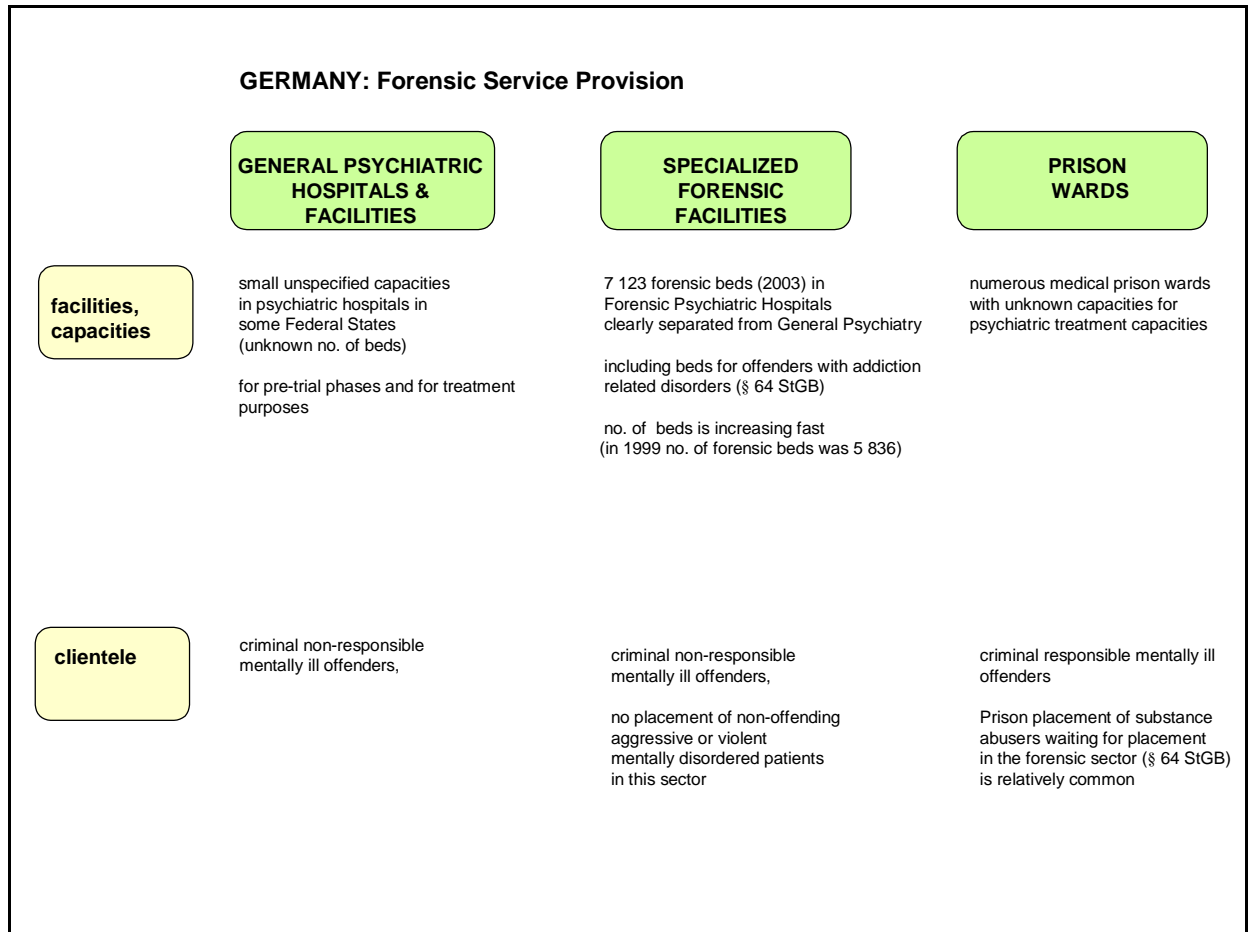 GERMANY: Forensic Service Provision
GENERAL PSYCHIATRIC
HOSPITALS &
FACILITIES
SPECIALIZED
FORENSIC
FACILITIES
PRISON
WARDS
facilities,
capacities
small unspecified capacities
in psychiatric hospitals in
some Federal States
(unknown no. of beds)
for pre-trial phases and for treatment
purposes
7 123 forensic beds (2003) in
Forensic Psychiatric Hospitals
clearly separated from General Psychiatry
including beds for offenders with addiction
related disorders (§ 64 StGB)
no. of beds is increasing fast
(in 1999 no. of forensic beds was 5 836)
numerous medical prison wards
with unknown capacities for
psychiatric treatment capacities
clientele
criminal non-responsible
mentally ill offenders,
criminal non-responsible
mentally ill offenders,
no placement of non-offending
aggressive or violent
mentally disordered patients
in this sector
criminal responsible mentally ill
offenders
Prison placement of substance
abusers waiting for placement
in the forensic sector (§ 64 StGB)
is relatively common